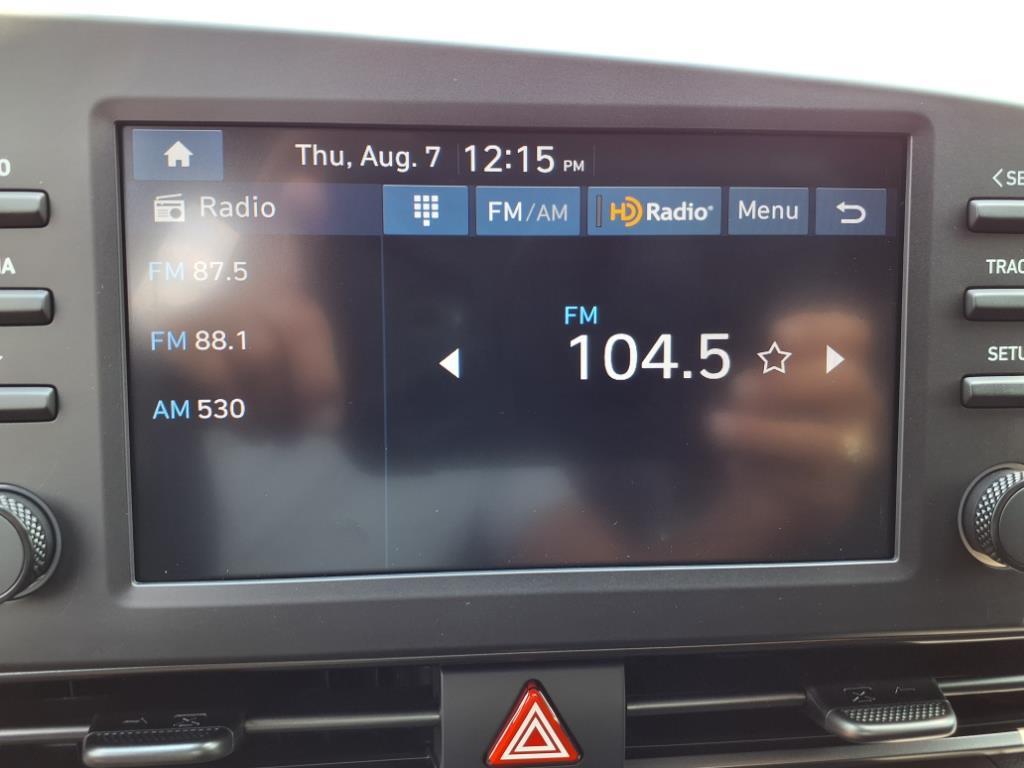 Thu, Aug. 7 12:15 PM
Radio FM/AM HD Radio Menu
FM 87.5
FM 88.1
AM 530
FM
104.5